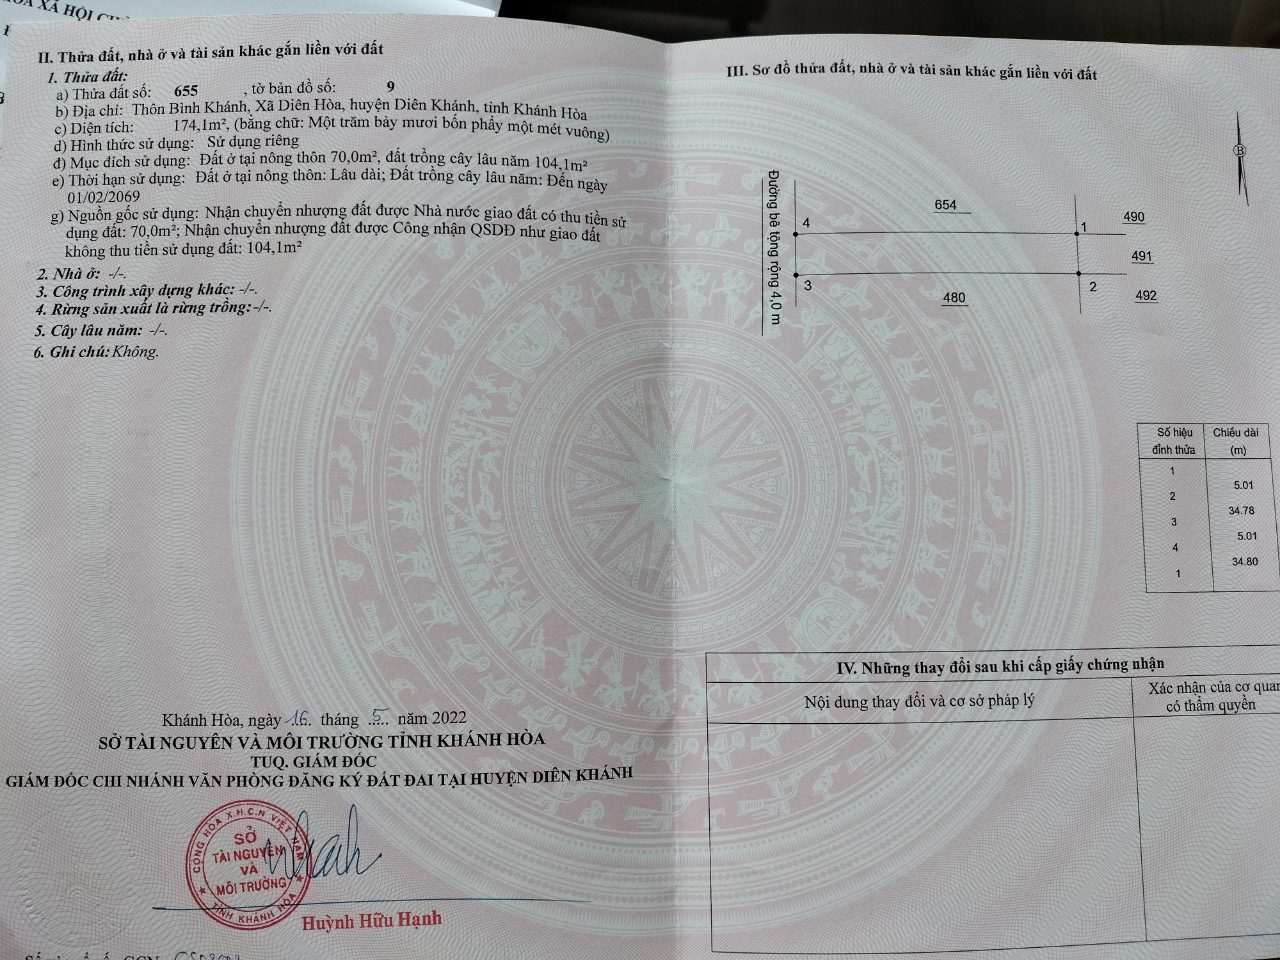 XÃ HỘI
II. Thửa đất, nhà ở và tài sản khác gắn liền với đất
1. Thửa đất:
a) Thửa đất số: 655 , tờ bản đồ số: 9
b) Địa chỉ: Thôn Bình Khánh, Xã Diên Hòa, huyện Diên Khánh, tỉnh Khánh Hòa
c) Diện tích: 174,1m², (bằng chữ: Một trăm bảy mươi bốn phẩy một mét vuông)
d) Hình thức sử dụng: Sử dụng riêng
đ) Mục đích sử dụng: Đất ở tại nông thôn 70,0m², đất trồng cây lâu năm 104,1m²
e) Thời hạn sử dụng: Đất ở tại nông thôn: Lâu dài; Đất trồng cây lâu năm: Đến ngày
01/02/2069
g) Nguồn gốc sử dụng: Nhận chuyển nhượng đất được Nhà nước giao đất có thu tiền sử
dụng đất: 70,0m²; Nhận chuyển nhượng đất được Công nhận QSDĐ như giao đất
không thu tiền sử dụng đất: 104,1m²
2. Nhà ở: -/-.
3. Công trình xây dựng khác: -/-.
4. Rừng sản xuất là rừng trồng: -/-.
5. Cây lâu năm: -/-.
6. Ghi chú: Không.
Khánh Hòa, ngày 16 tháng 5 năm 2022
SỞ TÀI NGUYÊN VÀ MÔI TRƯỜNG TỈNH KHÁNH HÒA
TUQ. GIÁM ĐỐC
GIÁM ĐỐC CHI NHÁNH VĂN PHÒNG ĐĂNG KÝ ĐẤT ĐAI TẠI HUYỆN DIÊN KHÁNH
CỘNG HÒA X.H.C.N VIỆT NAM
SỞ
TÀI NGUYÊN
VÀ
MÔI TRƯỜNG
TỈNH KHÁNH HÒA
Huỳnh Hữu Hạnh
III. Sơ đồ thửa đất, nhà ở và tài sản khác gắn liền với đất
B
Đường bê tông rộng 4,0 m
654
4
1
490
491
3
480
2
492
Số hiệu đỉnh thửa
Chiều dài (m)
1
5.01
2
34.78
3
5.01
4
34.80
1
IV. Những thay đổi sau khi cấp giấy chứng nhận
Nội dung thay đổi và cơ sở pháp lý
Xác nhận của cơ quan
có thẩm quyền